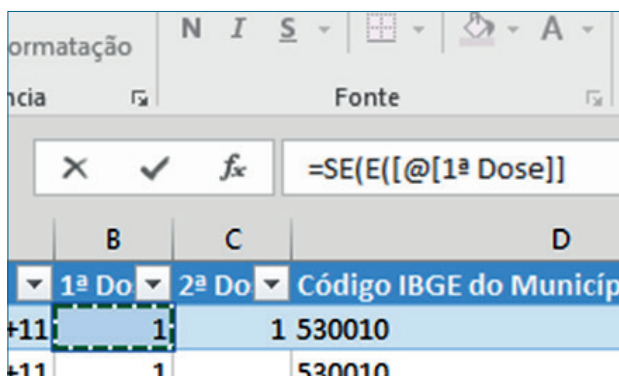 ormatação N I S A
ncia Fonte
fx =SE(E([@[1ª Dose]]
B C D
1ª Do 2ª Do Código IBGE do Municíp
+11 1 1 530010
+11 1 530010